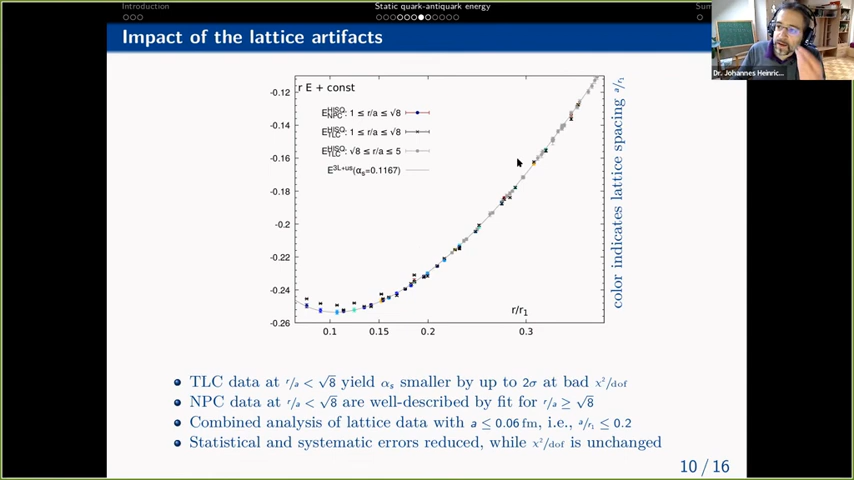 Introduction
Static quark-antiquark energy
Sum
Impact of the lattice artifacts
Dr. Johannes Heinric...
r E + const
E^HISQ_NPC: 1 ≤ r/a ≤ √8
E^HISQ_TLC: 1 ≤ r/a ≤ √8
E^HISQ_TLC: √8 ≤ r/a ≤ 5
E^3L+us(α_s=0.1167)
-0.12
-0.14
-0.16
-0.18
-0.2
-0.22
-0.24
-0.26
0.1
0.15
0.2
0.3
r/r₁
color indicates lattice spacing a/r₁
TLC data at r/a < √8 yield α_s smaller by up to 2σ at bad χ²/dof
NPC data at r/a < √8 are well-described by fit for r/a ≥ √8
Combined analysis of lattice data with a ≤ 0.06 fm, i.e., a/r₁ ≤ 0.2
Statistical and systematic errors reduced, while χ²/dof is unchanged
10 / 16